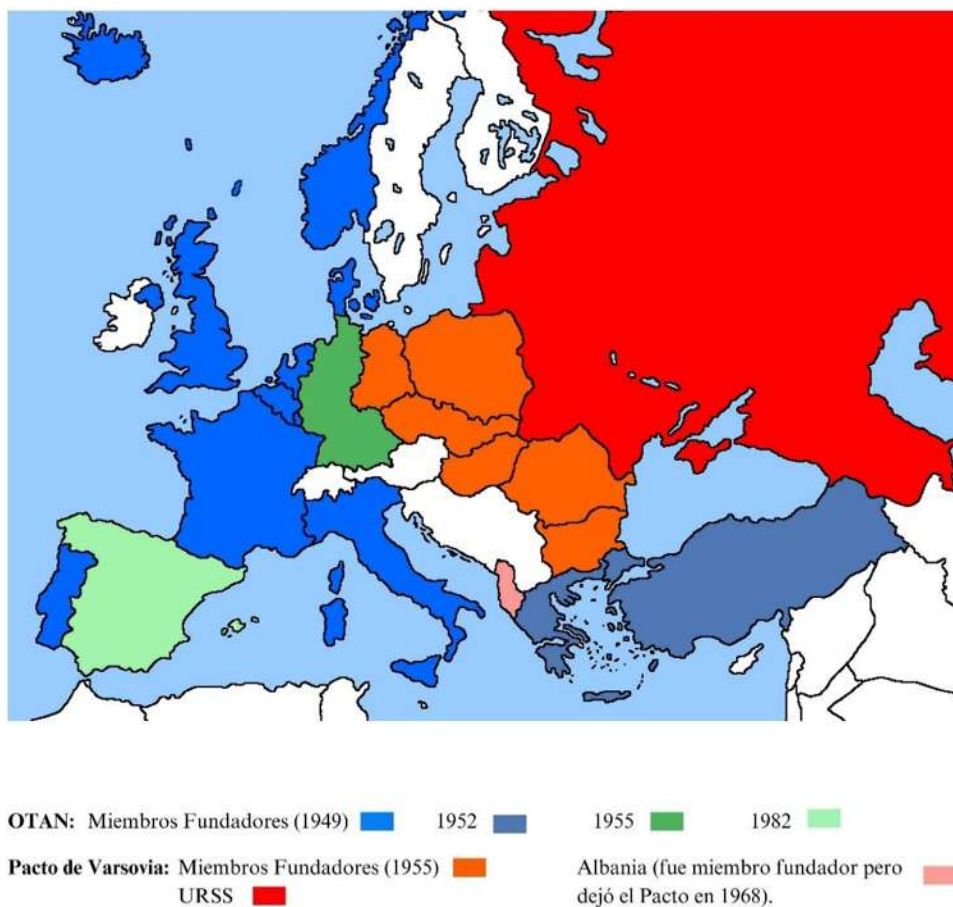 OTAN: Miembros Fundadores (1949) 1952 1955 1982
Pacto de Varsovia: Miembros Fundadores (1955) Albania (fue miembro fundador pero
URSS dejó el Pacto en 1968).